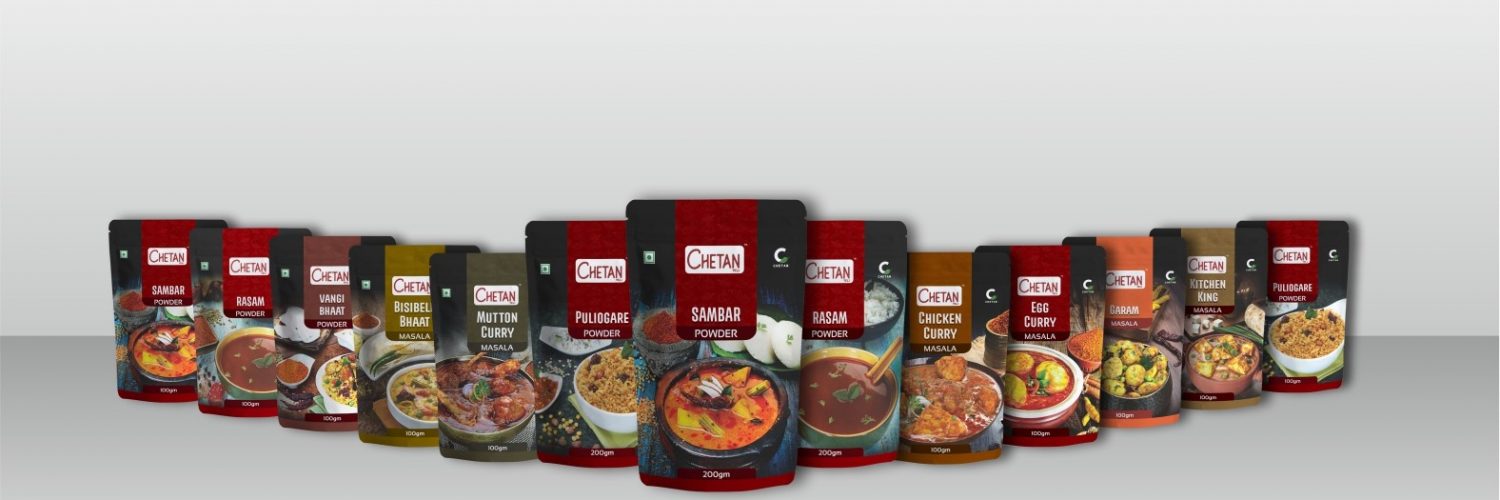 CHETAN
SAMBAR
POWDER
100gm
CHETAN
RASAM
POWDER
100gm
CHETAN
VANGI
BHAAT
POWDER
100gm
CHETAN
BISIBELE
BHAAT
MASALA
100gm
CHETAN
MUTTON
CURRY
MASALA
100gm
CHETAN
PULIOGARE
POWDER
200gm
CHETAN
CHETAN
SAMBAR
POWDER
200gm
CHETAN
CHETAN
RASAM
POWDER
200gm
CHETAN
CHICKEN
CURRY
MASALA
100gm
CHETAN
CHETAN
EGG
CURRY
MASALA
100gm
CHETAN
GARAM
MASALA
100gm
CHETAN
KITCHEN
KING
MASALA
100gm
CHETAN
PULIOGARE
POWDER
100gm